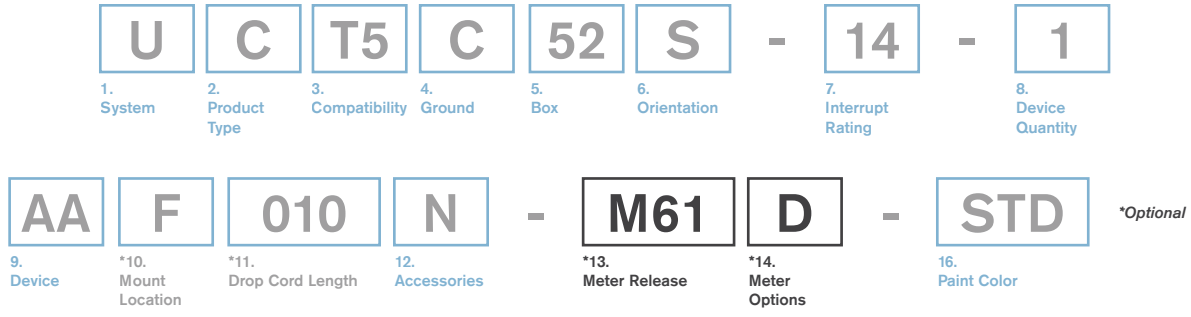 U C T5 C 52 S - 14 - 1
1. 2. 3. 4. 5. 6. 7. 8.
System Product Compatibility Ground Box Orientation Interrupt Device
Type Rating Quantity
AA F 010 N - M61 D - STD *Optional
9. *10. *11. 12. *13. *14. 16.
Device Mount Drop Cord Length Accessories Meter Release Meter Paint Color
Location Options